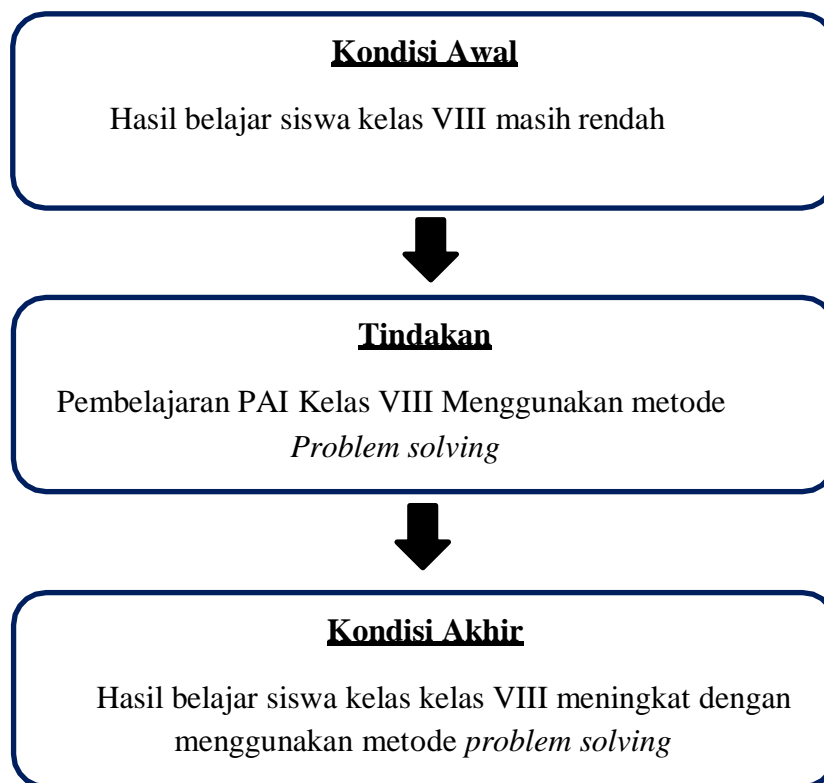 Kondisi Awal
Hasil belajar siswa kelas VIII masih rendah
Tindakan
Pembelajaran PAI Kelas VIII Menggunakan metode
Problem solving
Kondisi Akhir
Hasil belajar siswa kelas kelas VIII meningkat dengan
menggunakan metode problem solving